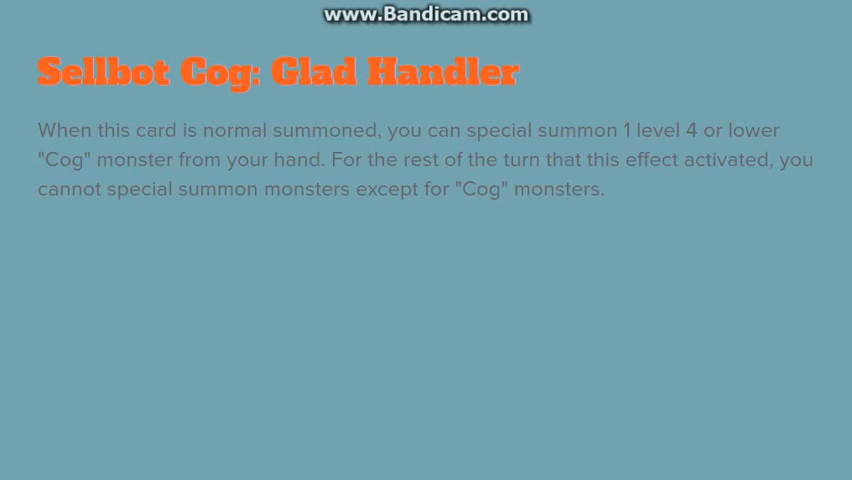 www.Bandicam.com
Sellbot Cog: Glad Handler
When this card is normal summoned, you can special summon 1 level 4 or lower
"Cog" monster from your hand. For the rest of the turn that this effect activated, you
cannot special summon monsters except for "Cog" monsters.